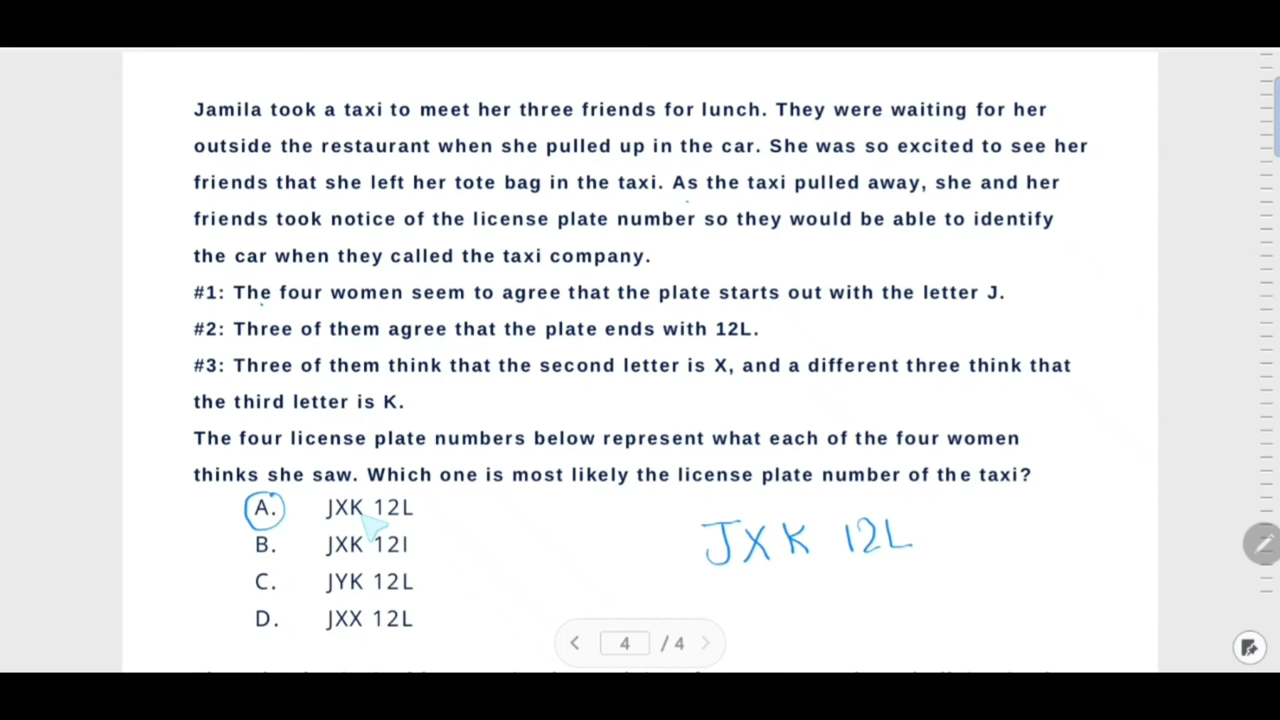 Jamila took a taxi to meet her three friends for lunch. They were waiting for her
outside the restaurant when she pulled up in the car. She was so excited to see her
friends that she left her tote bag in the taxi. As the taxi pulled away, she and her
friends took notice of the license plate number so they would be able to identify
the car when they called the taxi company.
#1: The four women seem to agree that the plate starts out with the letter J.
#2: Three of them agree that the plate ends with 12L.
#3: Three of them think that the second letter is X, and a different three think that
the third letter is K.
The four license plate numbers below represent what each of the four women
thinks she saw. Which one is most likely the license plate number of the taxi?
A. JXK 12L
B. JXK 12I
C. JYK 12L
D. JXX 12L
JXK 12L
4 / 4